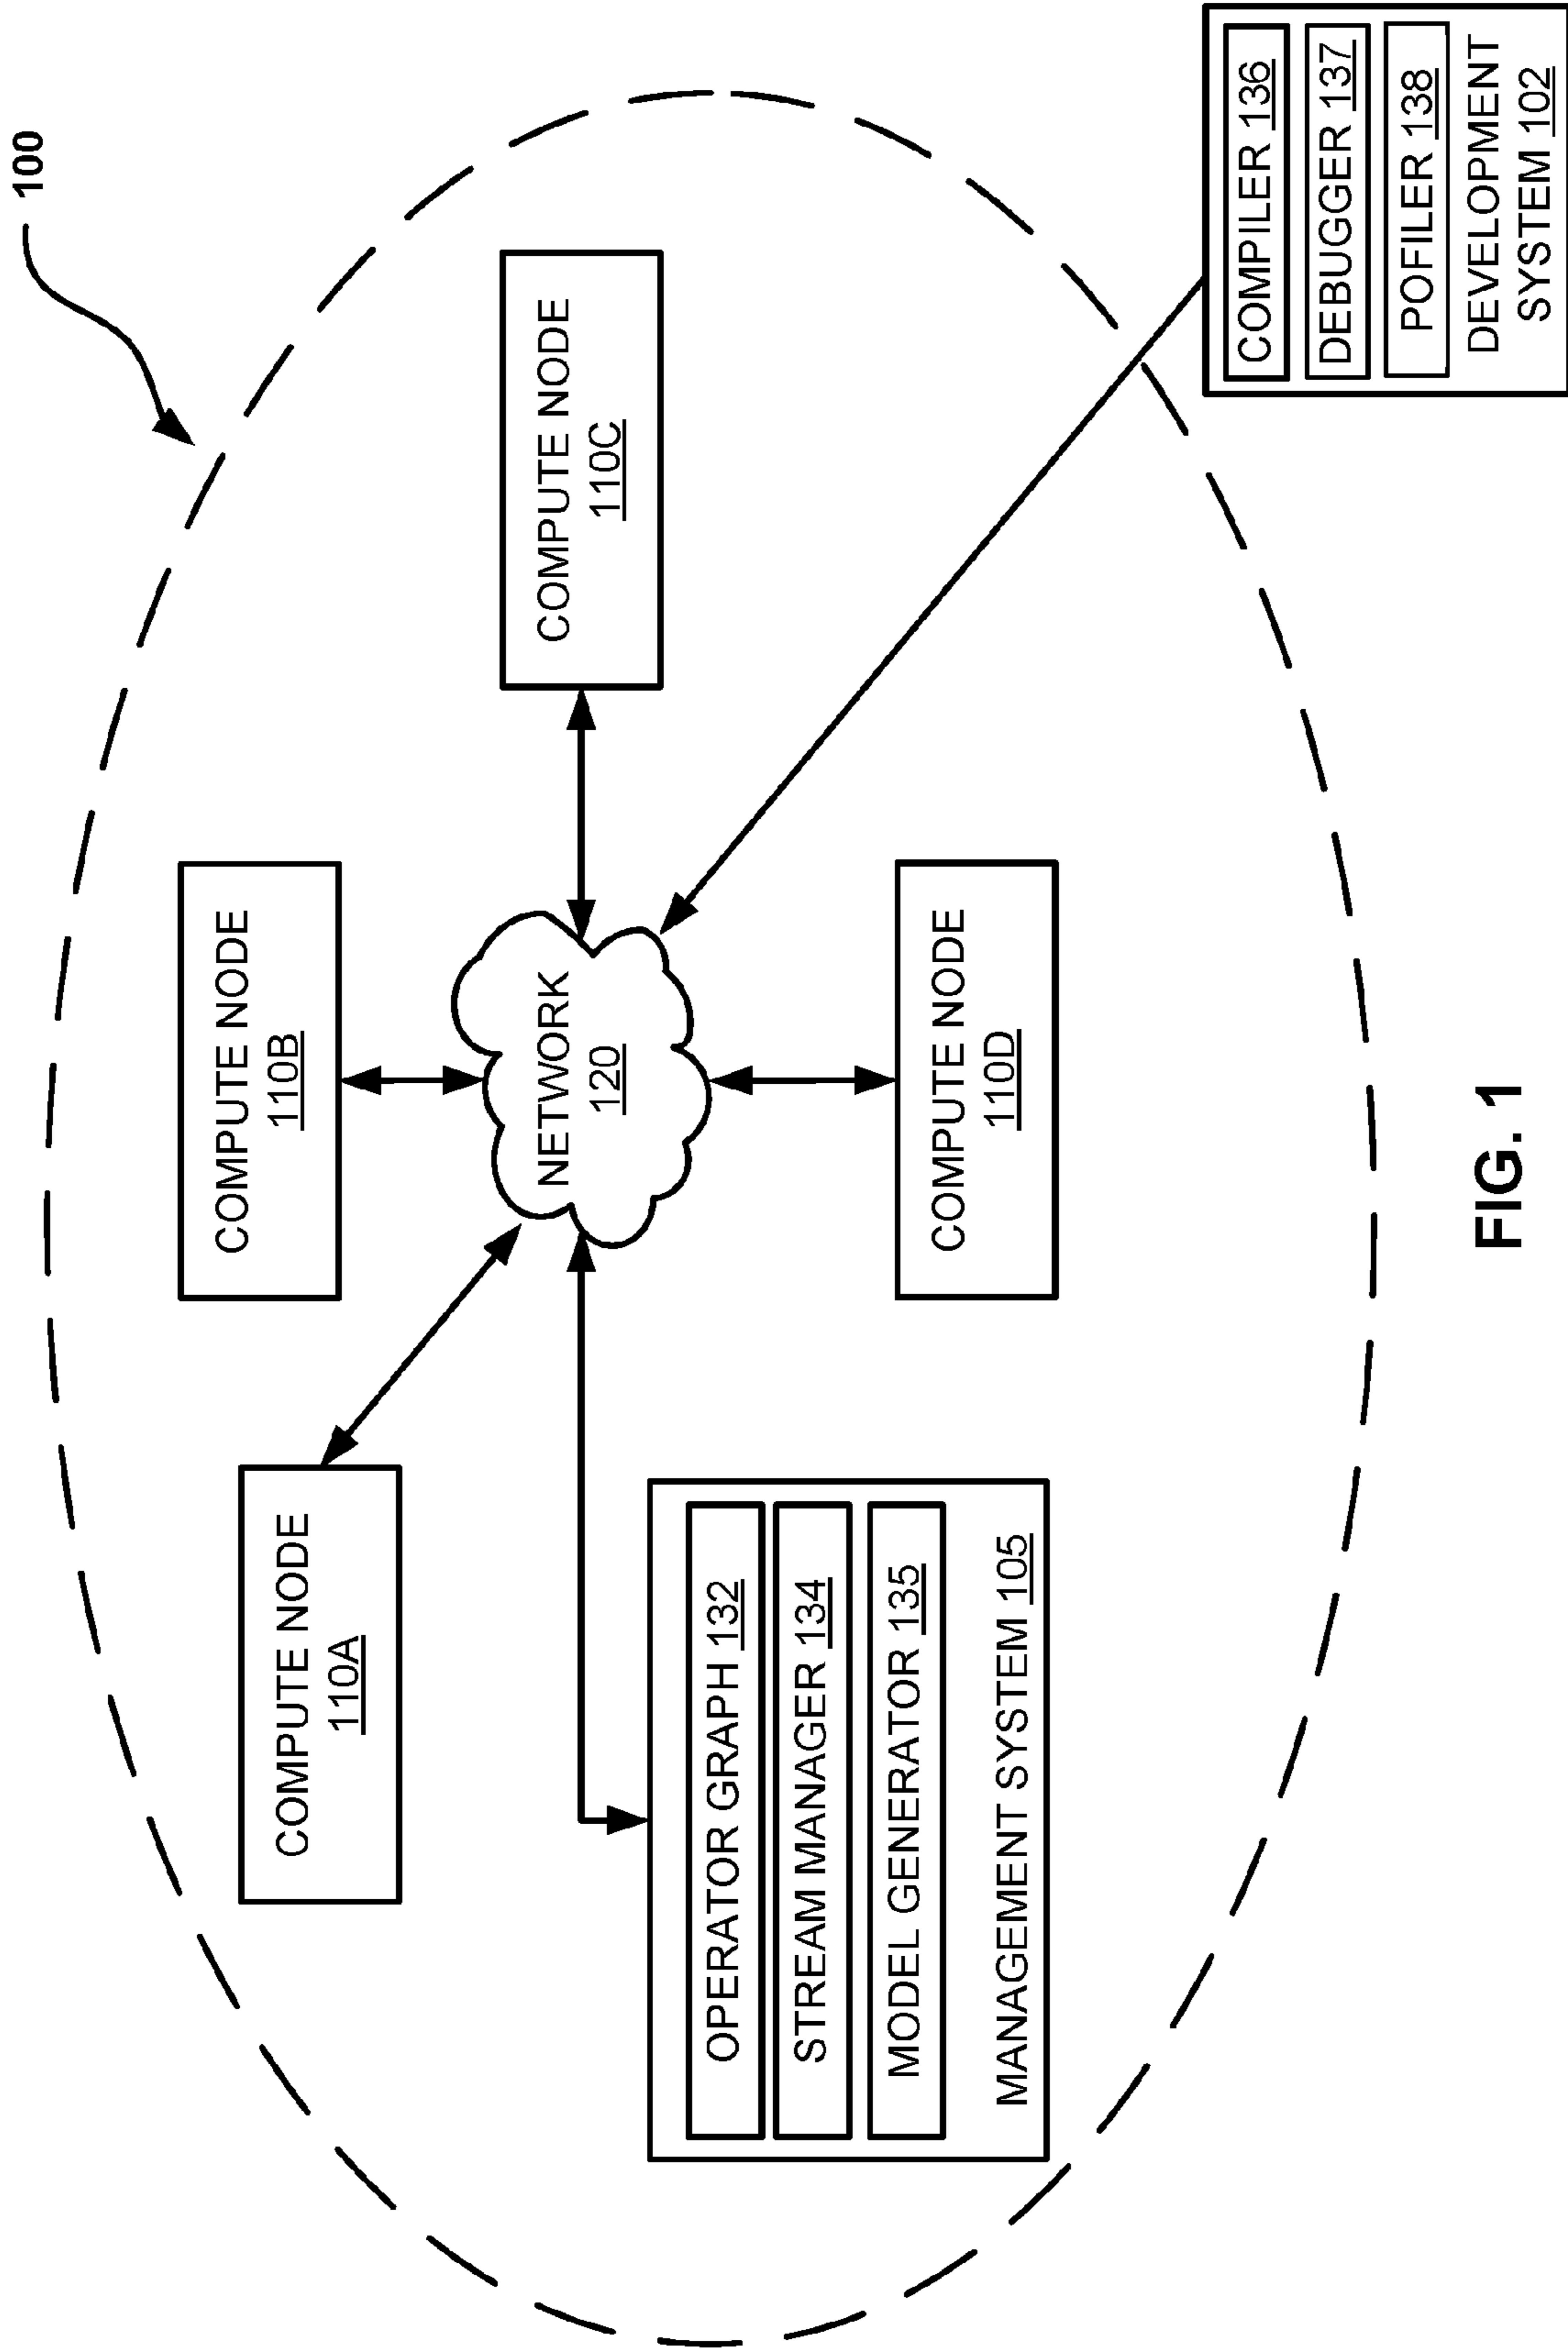 100
COMPUTE NODE
110A
COMPUTE NODE
110B
COMPUTE NODE
110C
NETWORK
120
OPERATOR GRAPH 132
STREAM MANAGER 134
MODEL GENERATOR 135
MANAGEMENT SYSTEM 105
COMPUTE NODE
110D
COMPILER 136
DEBUGGER 137
POFILER 138
DEVELOPMENT
SYSTEM 102
FIG. 1